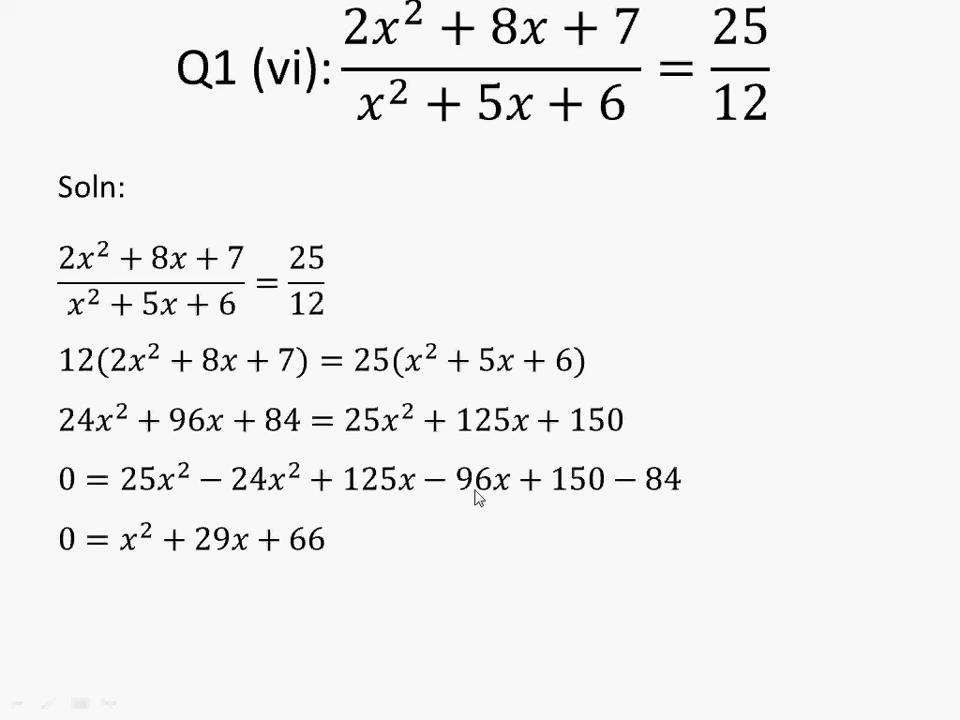 Q1 (vi): (2x² + 8x + 7)/(x² + 5x + 6) = 25/12
Soln:
(2x² + 8x + 7)/(x² + 5x + 6) = 25/12
12(2x² + 8x + 7) = 25(x² + 5x + 6)
24x² + 96x + 84 = 25x² + 125x + 150
0 = 25x² − 24x² + 125x − 96x + 150 − 84
0 = x² + 29x + 66